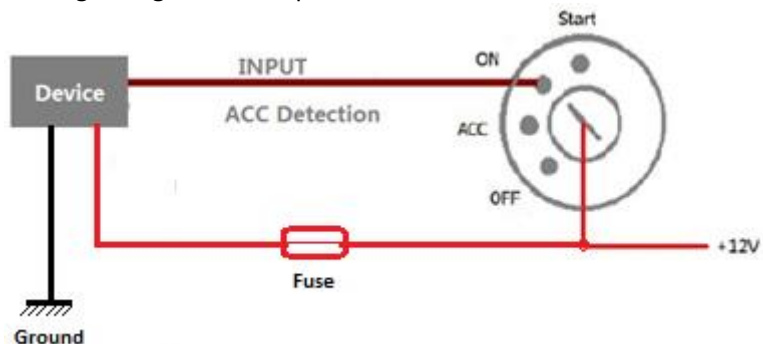 Start
ON
INPUT
Device
ACC Detection
ACC
OFF
+12V
Fuse
Ground